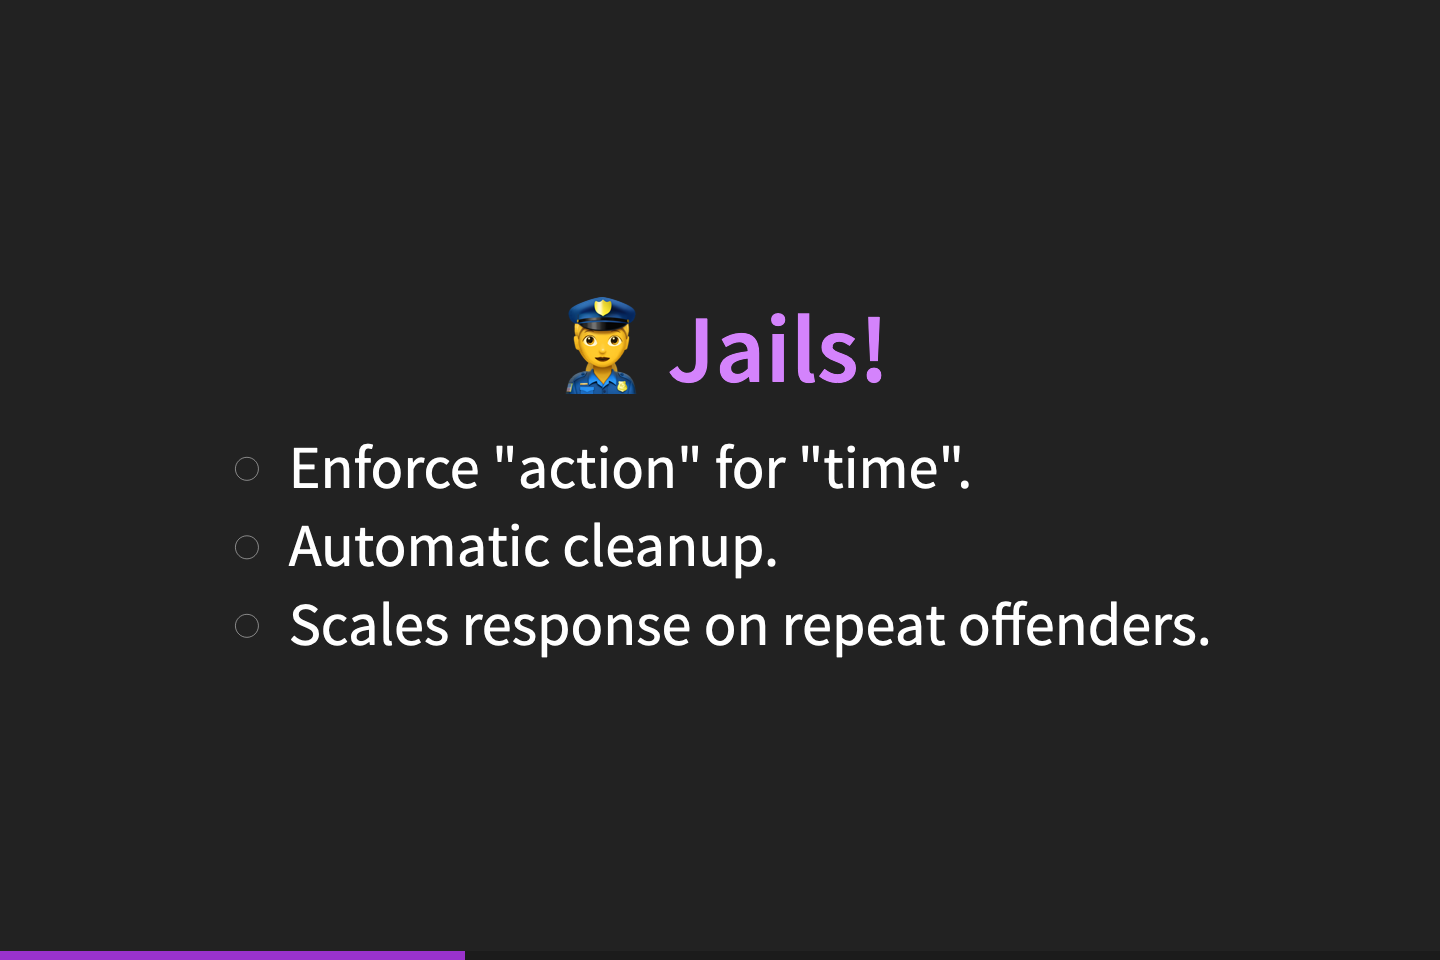 Jails!
Enforce "action" for "time".
Automatic cleanup.
Scales response on repeat offenders.